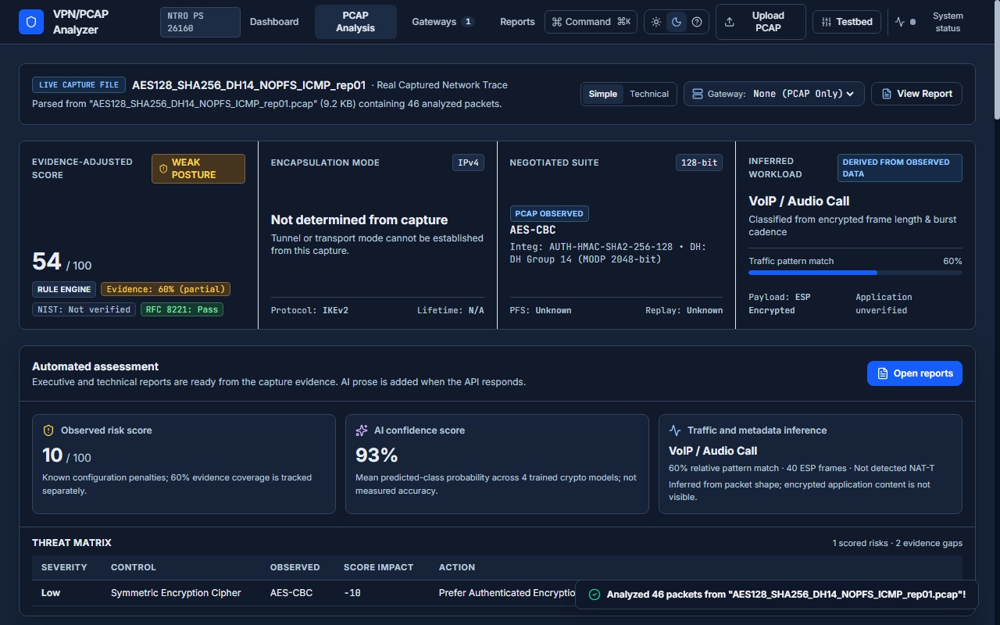 VPN/PCAP
Analyzer
NTRO PS
26160
Dashboard
PCAP
Analysis
Gateways 1
Reports
Command ⌘K
Upload
PCAP
Testbed
System
status
LIVE CAPTURE FILE AES128_SHA256_DH14_NOPFS_ICMP_rep01 · Real Captured Network Trace
Parsed from "AES128_SHA256_DH14_NOPFS_ICMP_rep01.pcap" (9.2 KB) containing 46 analyzed packets.
Simple Technical
Gateway: None (PCAP Only)
View Report
EVIDENCE-ADJUSTED
SCORE
WEAK
POSTURE
54 / 100
RULE ENGINE Evidence: 60% (partial)
NIST: Not verified RFC 8221: Pass
ENCAPSULATION MODE IPv4
Not determined from capture
Tunnel or transport mode cannot be established
from this capture.
Protocol: IKEv2 Lifetime: N/A
NEGOTIATED SUITE 128-bit
PCAP OBSERVED
AES-CBC
Integ: AUTH-HMAC-SHA2-256-128 • DH:
DH Group 14 (MODP 2048-bit)
PFS: Unknown Replay: Unknown
INFERRED
WORKLOAD
DERIVED FROM OBSERVED
DATA
VoIP / Audio Call
Classified from encrypted frame length & burst
cadence
Traffic pattern match 60%
Payload: ESP
Encrypted
Application
unverified
Automated assessment
Executive and technical reports are ready from the capture evidence. AI prose is added when the API responds.
Open reports
Observed risk score
10 / 100
Known configuration penalties; 60% evidence coverage is tracked
separately.
AI confidence score
93%
Mean predicted-class probability across 4 trained crypto models; not
measured accuracy.
Traffic and metadata inference
VoIP / Audio Call
60% relative pattern match · 40 ESP frames · Not detected NAT-T
Inferred from packet shape; encrypted application content is not
visible.
THREAT MATRIX 1 scored risks · 2 evidence gaps
SEVERITY CONTROL OBSERVED SCORE IMPACT ACTION
Low Symmetric Encryption Cipher AES-CBC -10 Prefer Authenticated Encryptio
Analyzed 46 packets from "AES128_SHA256_DH14_NOPFS_ICMP_rep01.pcap"!